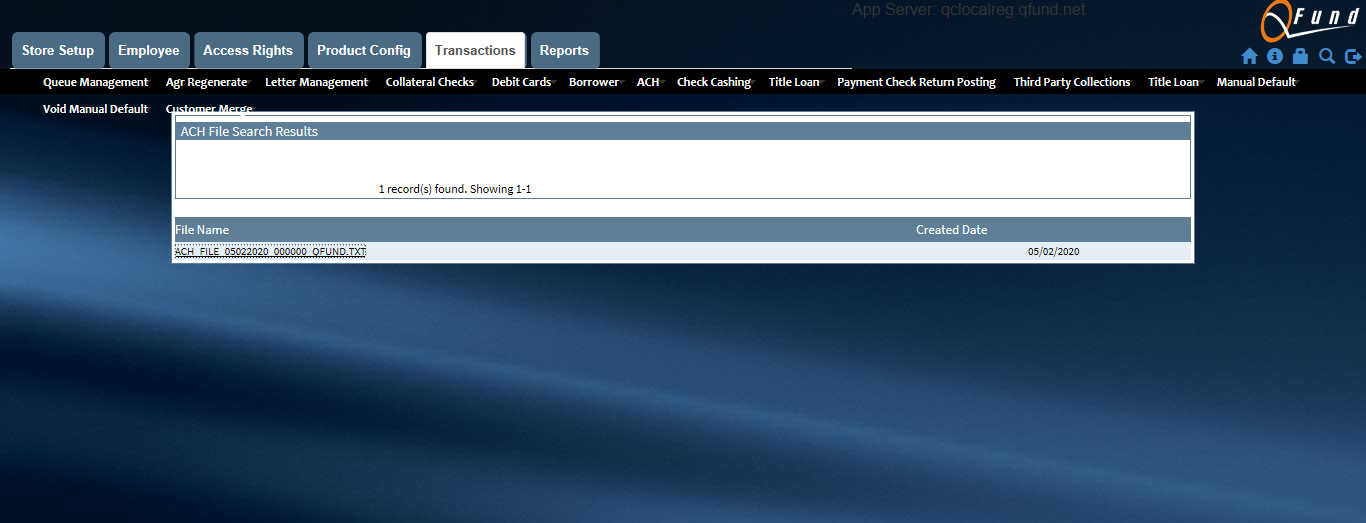 App Server: qclocalreg.qfund.net
QFund
Store Setup Employee Access Rights Product Config Transactions Reports
Queue Management Agr Regenerate Letter Management Collateral Checks Debit Cards Borrower ACH Check Cashing Title Loan Payment Check Return Posting Third Party Collections Title Loan Manual Default
Void Manual Default Customer Merge
ACH File Search Results
1 record(s) found. Showing 1-1
File Name Created Date
ACH_FILE_05022020_000000_QFUND.TXT 05/02/2020